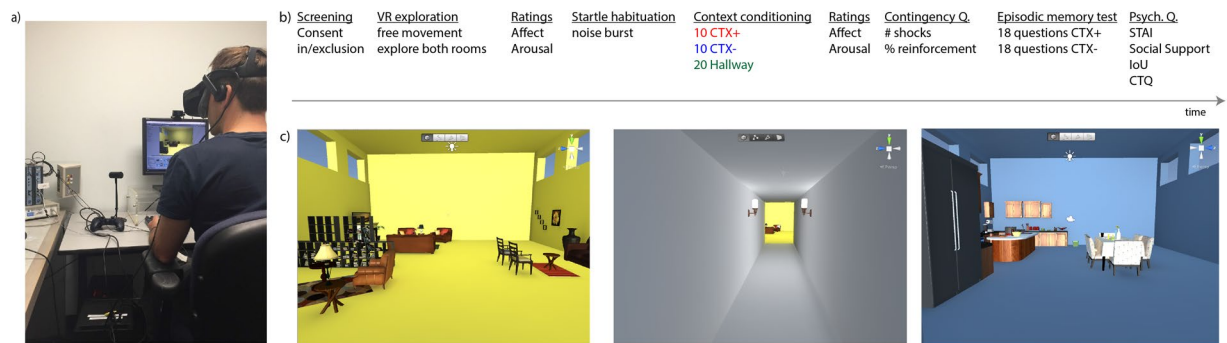 a)
b)
Screening
Consent
in/exclusion
VR exploration
free movement
explore both rooms
Ratings
Affect
Arousal
Startle habituation
noise burst
Context conditioning
10 CTX+
10 CTX-
20 Hallway
Ratings
Affect
Arousal
Contingency Q.
# shocks
% reinforcement
Episodic memory test
18 questions CTX+
18 questions CTX-
Psych. Q.
STAI
Social Support
IoU
CTQ
time
c)